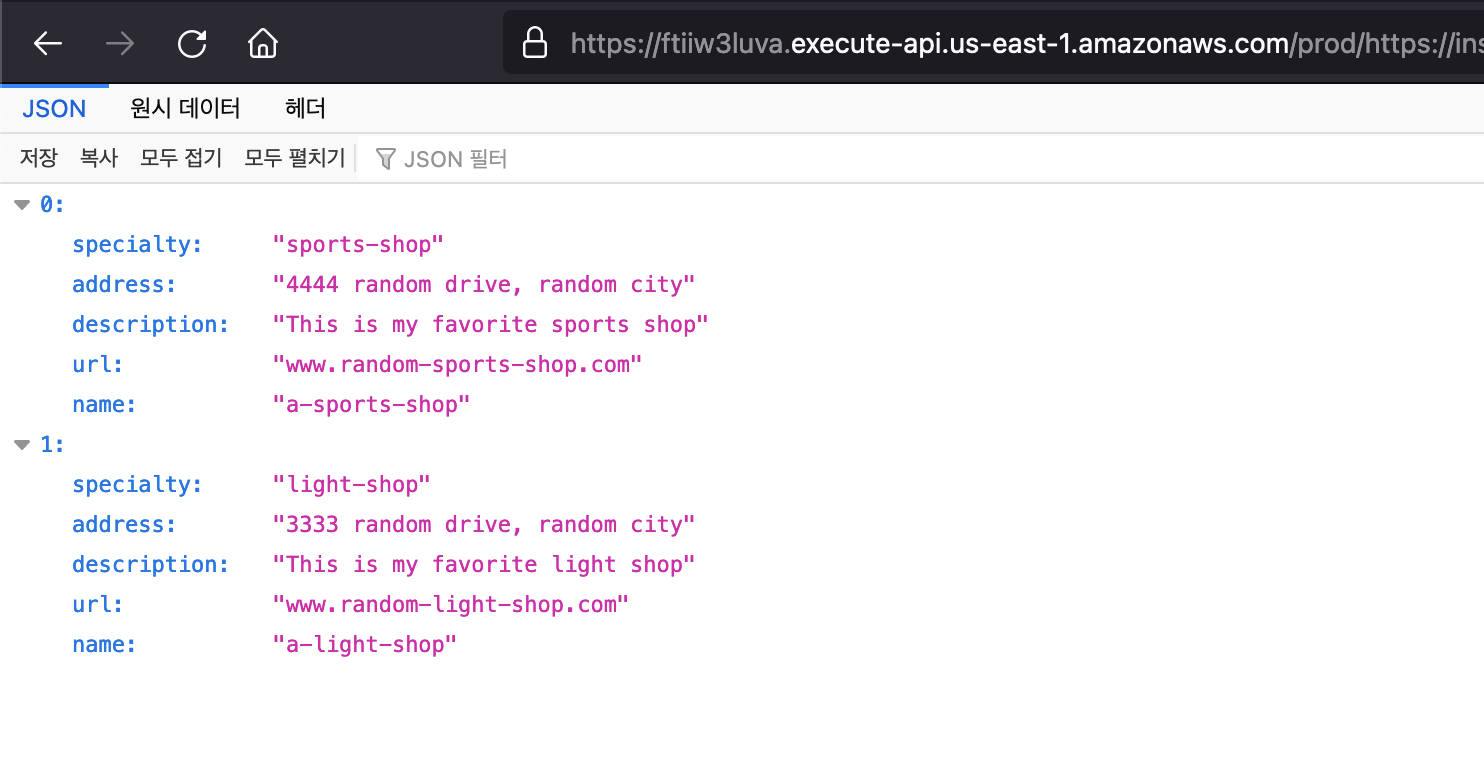 https://ftiiw3luva.execute-api.us-east-1.amazonaws.com/prod/https://ins
JSON 원시 데이터 헤더
저장 복사 모두 접기 모두 펼치기 JSON 필터
0:
specialty: "sports-shop"
address: "4444 random drive, random city"
description: "This is my favorite sports shop"
url: "www.random-sports-shop.com"
name: "a-sports-shop"
1:
specialty: "light-shop"
address: "3333 random drive, random city"
description: "This is my favorite light shop"
url: "www.random-light-shop.com"
name: "a-light-shop"